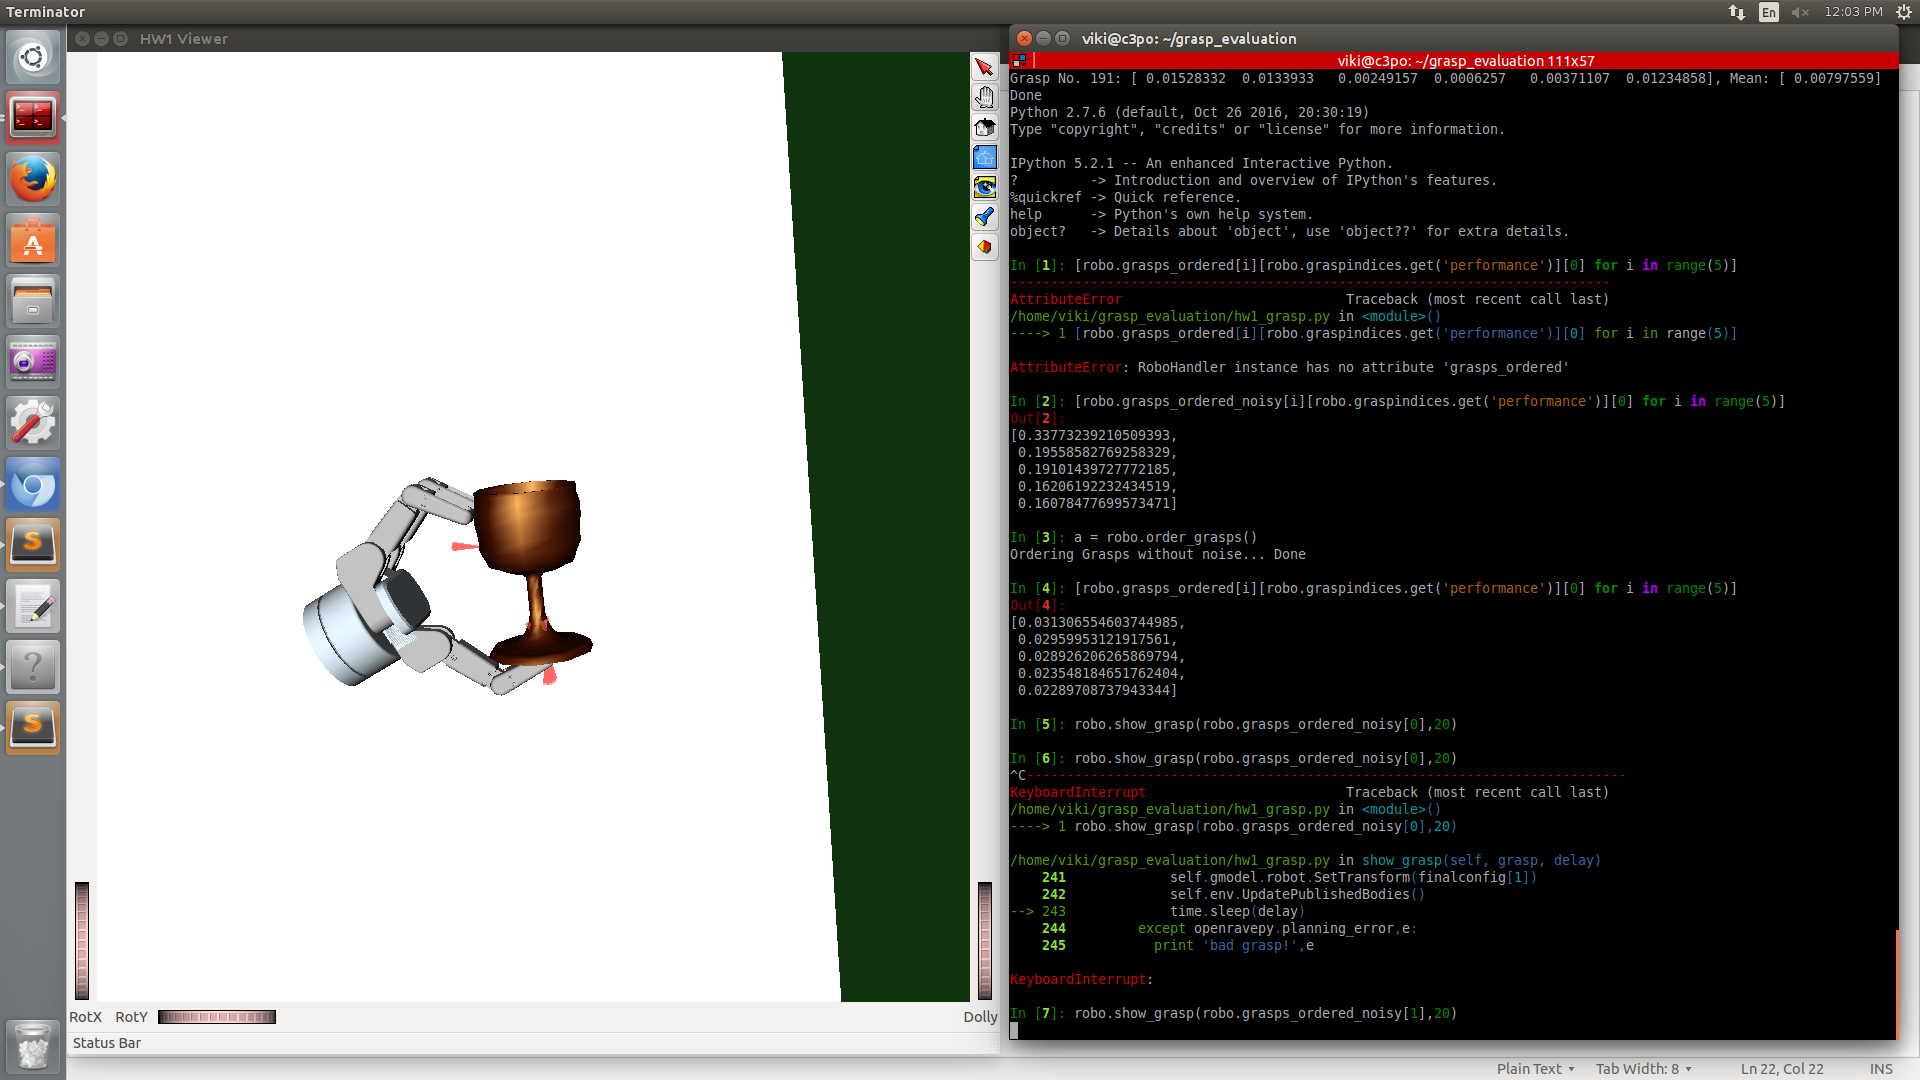 Terminator
En
12:03 PM
HW1 Viewer
RotX RotY
Dolly
Status Bar
viki@c3po: ~/grasp_evaluation
viki@c3po: ~/grasp_evaluation 111x57
Grasp No. 191: [ 0.01528332  0.0133933   0.00249157  0.0006257   0.00371107  0.01234858], Mean: [ 0.00797559]
Done
Python 2.7.6 (default, Oct 26 2016, 20:30:19)
Type "copyright", "credits" or "license" for more information.
IPython 5.2.1 -- An enhanced Interactive Python.
?         -> Introduction and overview of IPython's features.
%quickref -> Quick reference.
help      -> Python's own help system.
object?   -> Details about 'object', use 'object??' for extra details.
In [1]: [robo.grasps_ordered[i][robo.graspindices.get('performance')][0] for i in range(5)]
---------------------------------------------------------------------------
AttributeError                            Traceback (most recent call last)
/home/viki/grasp_evaluation/hw1_grasp.py in <module>()
----> 1 [robo.grasps_ordered[i][robo.graspindices.get('performance')][0] for i in range(5)]
AttributeError: RoboHandler instance has no attribute 'grasps_ordered'
In [2]: [robo.grasps_ordered_noisy[i][robo.graspindices.get('performance')][0] for i in range(5)]
Out[2]:
[0.33773239210509393,
 0.19558582769258329,
 0.19101439727772185,
 0.16206192232434519,
 0.16078477699573471]
In [3]: a = robo.order_grasps()
Ordering Grasps without noise... Done
In [4]: [robo.grasps_ordered[i][robo.graspindices.get('performance')][0] for i in range(5)]
Out[4]:
[0.031306554603744985,
 0.02959953121917561,
 0.028926206265869794,
 0.023548184651762404,
 0.02289708737943344]
In [5]: robo.show_grasp(robo.grasps_ordered_noisy[0],20)
In [6]: robo.show_grasp(robo.grasps_ordered_noisy[0],20)
^C---------------------------------------------------------------------------
KeyboardInterrupt                         Traceback (most recent call last)
/home/viki/grasp_evaluation/hw1_grasp.py in <module>()
----> 1 robo.show_grasp(robo.grasps_ordered_noisy[0],20)
/home/viki/grasp_evaluation/hw1_grasp.py in show_grasp(self, grasp, delay)
    241             self.gmodel.robot.SetTransform(finalconfig[1])
    242             self.env.UpdatePublishedBodies()
--> 243             time.sleep(delay)
    244         except openravepy.planning_error,e:
    245           print 'bad grasp!',e
KeyboardInterrupt:
In [7]: robo.show_grasp(robo.grasps_ordered_noisy[1],20)
Plain Text
Tab Width: 8
Ln 22, Col 22
INS